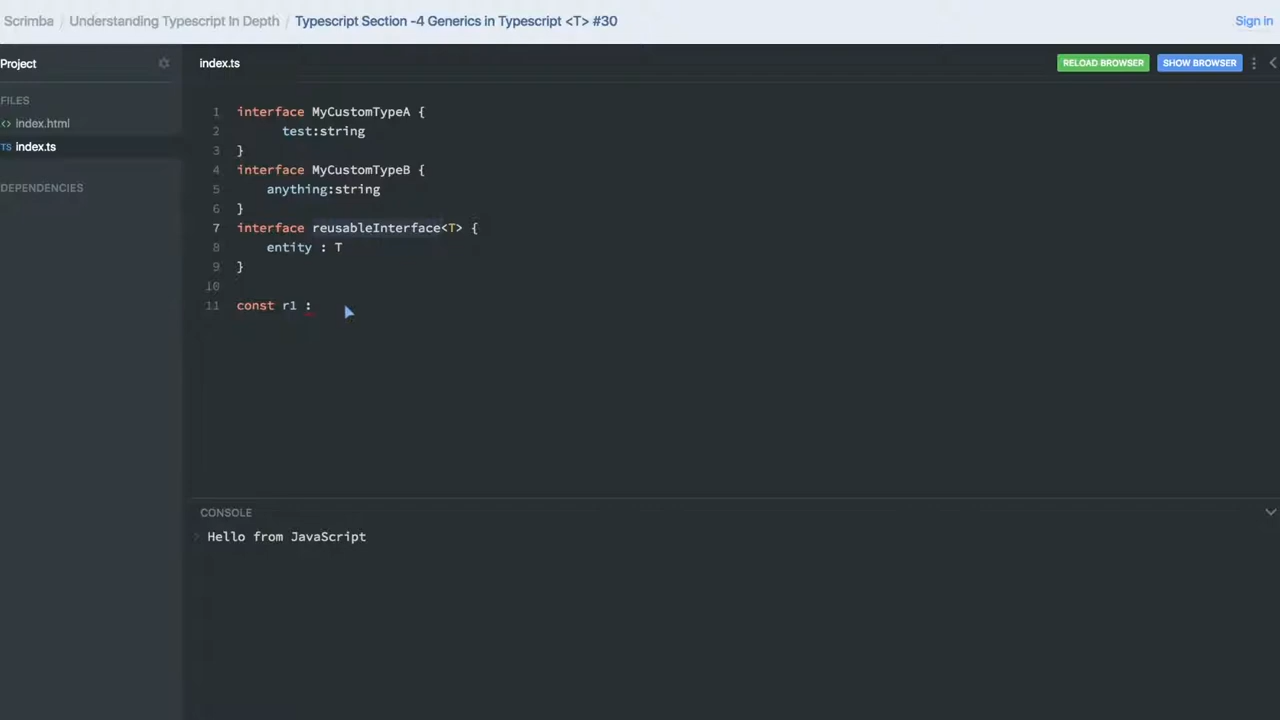 Scrimba / Understanding Typescript In Depth / Typescript Section -4 Generics in Typescript <T> #30
Sign in
Project
index.ts
RELOAD BROWSER
SHOW BROWSER
FILES
<> index.html
TS index.ts
DEPENDENCIES
1 interface MyCustomTypeA {
2 test:string
3 }
4 interface MyCustomTypeB {
5 anything:string
6 }
7 interface reusableInterface<T> {
8 entity : T
9 }
10
11 const r1 :
CONSOLE
> Hello from JavaScript